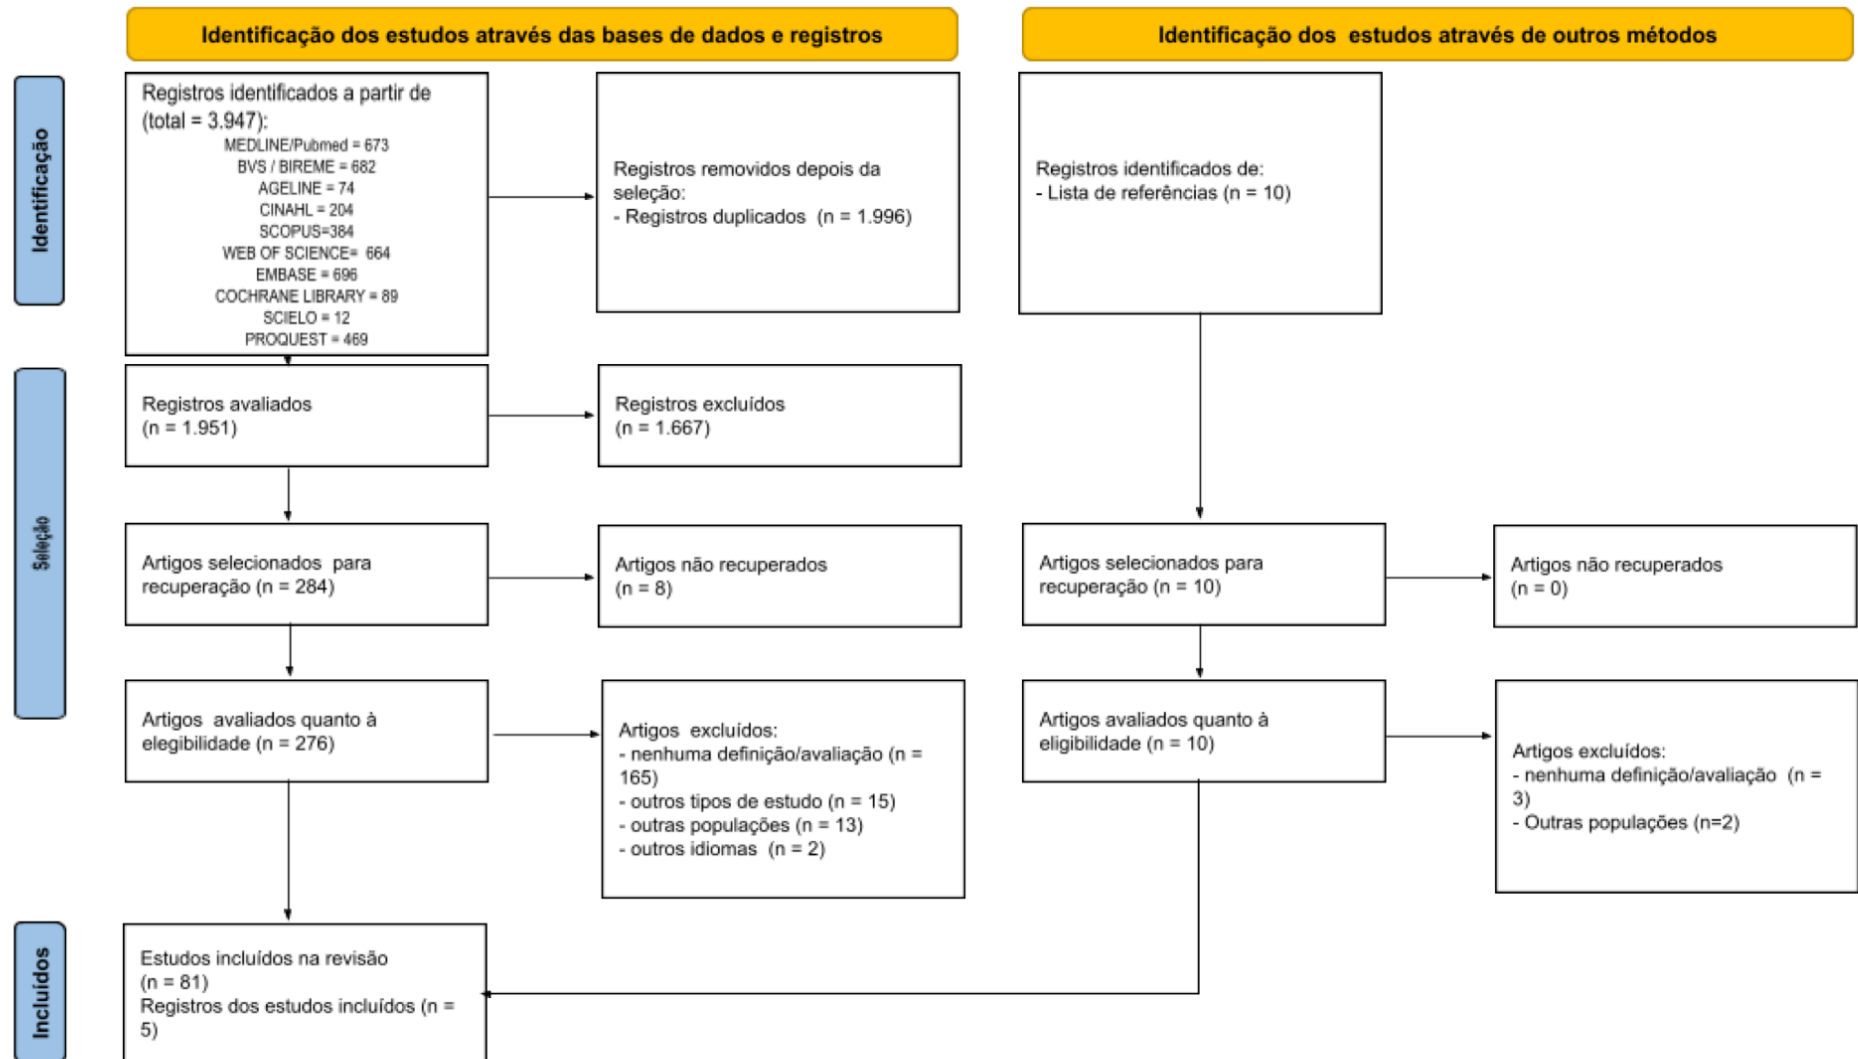 Identificação dos estudos através das bases de dados e registros
Identificação dos estudos através de outros métodos
Identificação
Registros identificados a partir de
(total = 3.947):
MEDLINE/Pubmed = 673
BVS / BIREME = 682
AGELINE = 74
CINAHL = 204
SCOPUS=384
WEB OF SCIENCE= 664
EMBASE = 696
COCHRANE LIBRARY = 89
SCIELO = 12
PROQUEST = 469
Registros removidos depois da
seleção:
- Registros duplicados (n = 1.996)
Registros identificados de:
- Lista de referências (n = 10)
Seleção
Registros avaliados
(n = 1.951)
Registros excluídos
(n = 1.667)
Artigos selecionados para
recuperação (n = 284)
Artigos não recuperados
(n = 8)
Artigos selecionados para
recuperação (n = 10)
Artigos não recuperados
(n = 0)
Artigos avaliados quanto à
elegibilidade (n = 276)
Artigos excluídos:
- nenhuma definição/avaliação (n =
165)
- outros tipos de estudo (n = 15)
- outras populações (n = 13)
- outros idiomas (n = 2)
Artigos avaliados quanto à
eligibilidade (n = 10)
Artigos excluídos:
- nenhuma definição/avaliação (n =
3)
- Outras populações (n=2)
Incluídos
Estudos incluídos na revisão
(n = 81)
Registros dos estudos incluídos (n =
5)